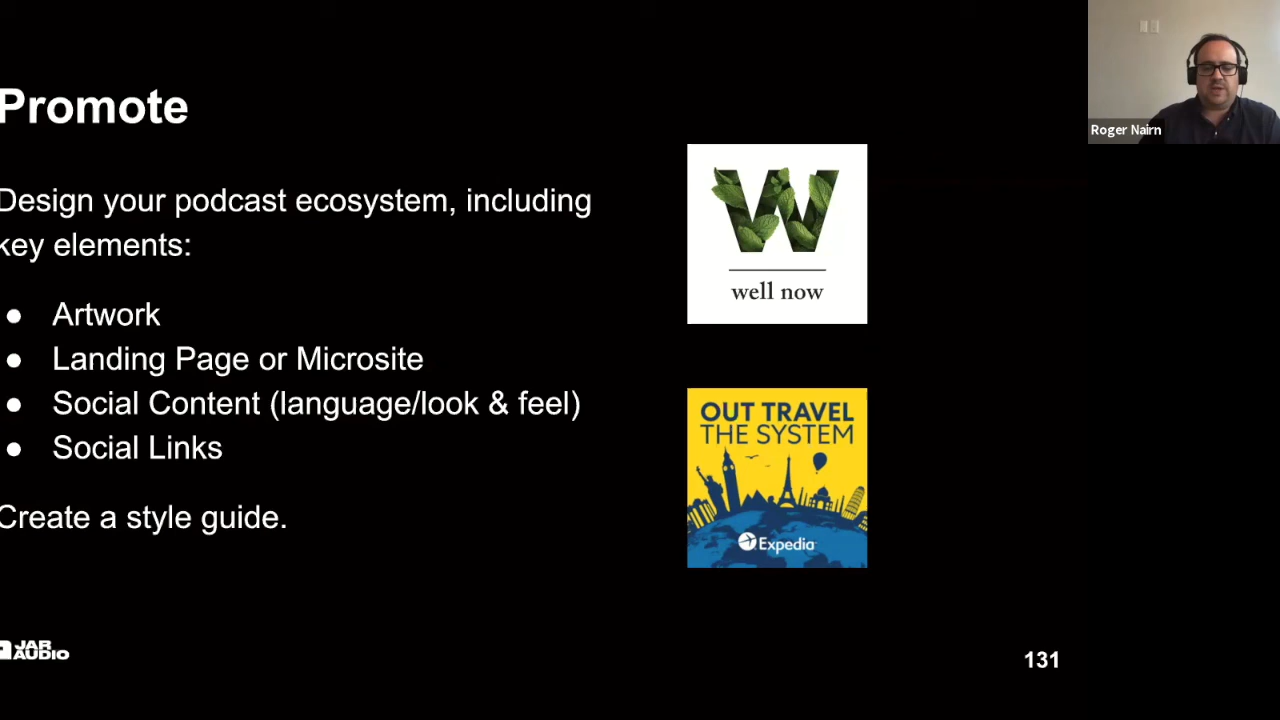 Promote
Roger Nairn
Design your podcast ecosystem, including
key elements:
● Artwork
● Landing Page or Microsite
● Social Content (language/look & feel)
● Social Links
Create a style guide.
W
well now
OUT TRAVEL
THE SYSTEM
Expedia
JAR
AUDIO
131